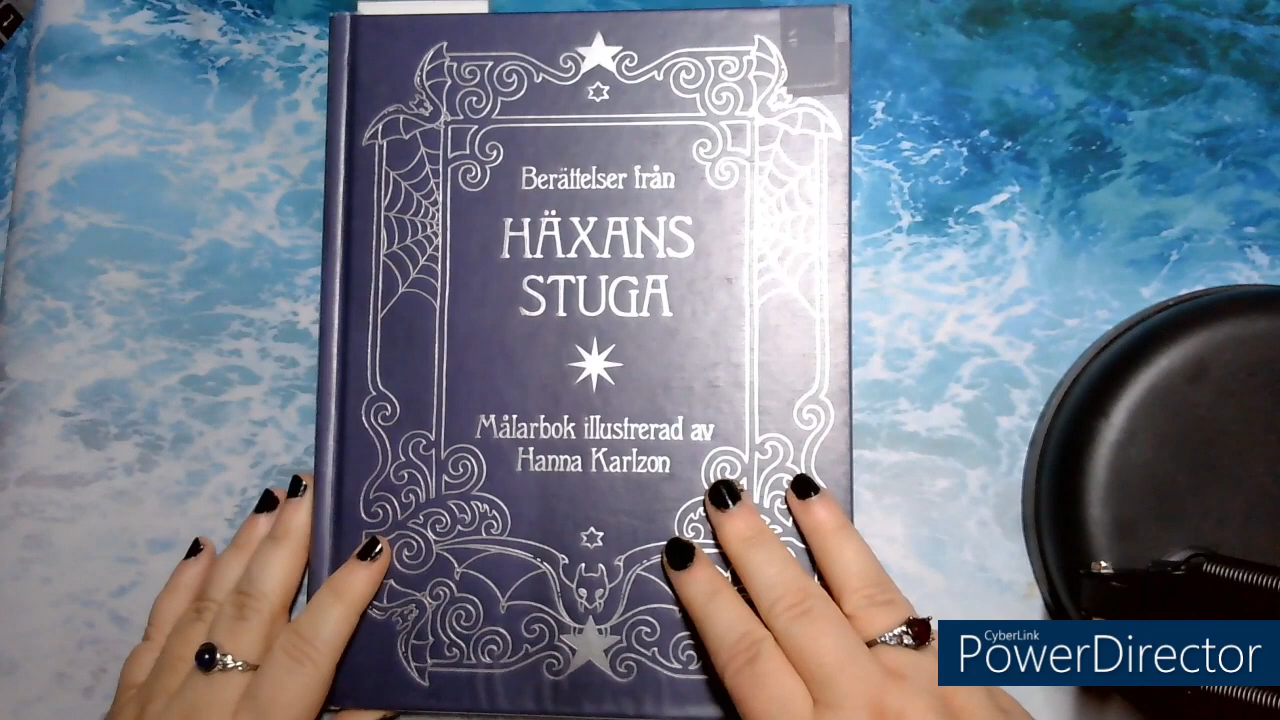 Berättelser från
HÄXANS
STUGA
Målarbok illustrerad av
Hanna Karlzon
CyberLink
PowerDirector